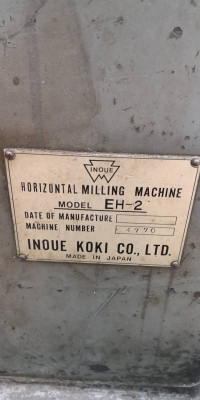 INOUE
HORIZONTAL MILLING MACHINE
MODEL EH-2
DATE OF MANUFACTURE
MACHINE NUMBER 4770
INOUE KOKI CO., LTD.
MADE IN JAPAN